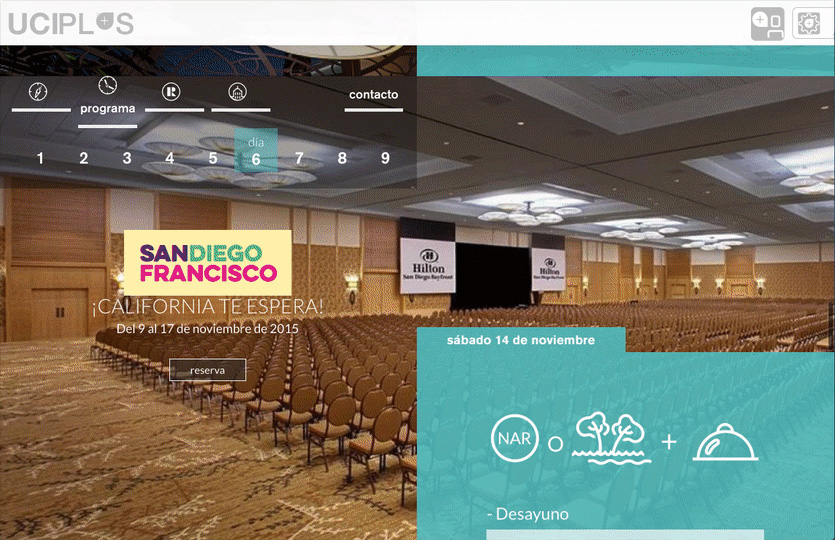 UCIPLUS
programa
contacto
día
1 2 3 4 5 6 7 8 9
SANDIEGO
FRANCISCO
¡CALIFORNIA TE ESPERA!
Del 9 al 17 de noviembre de 2015
reserva
Hilton
San Diego Bayfront
Hilton
San Diego Bayfront
sábado 14 de noviembre
NAR O +
- Desayuno